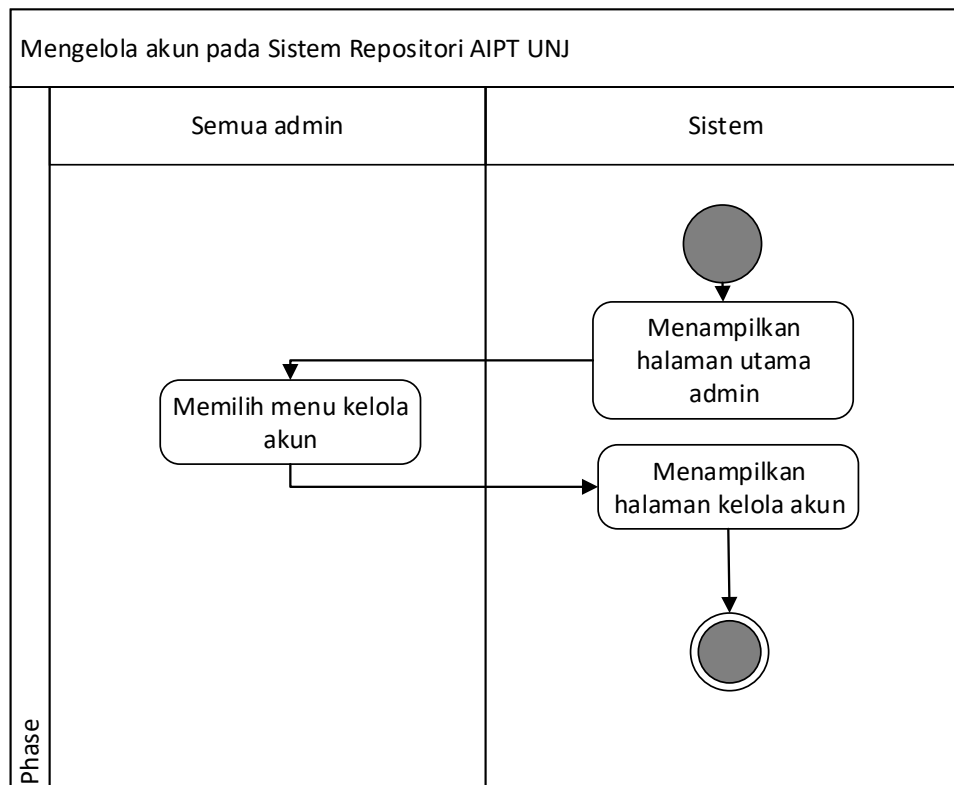 Mengelola akun pada Sistem Repositori AIPT UNJ
Semua admin
Sistem
Menampilkan
halaman utama
admin
Memilih menu kelola
akun
Menampilkan
halaman kelola akun
Phase